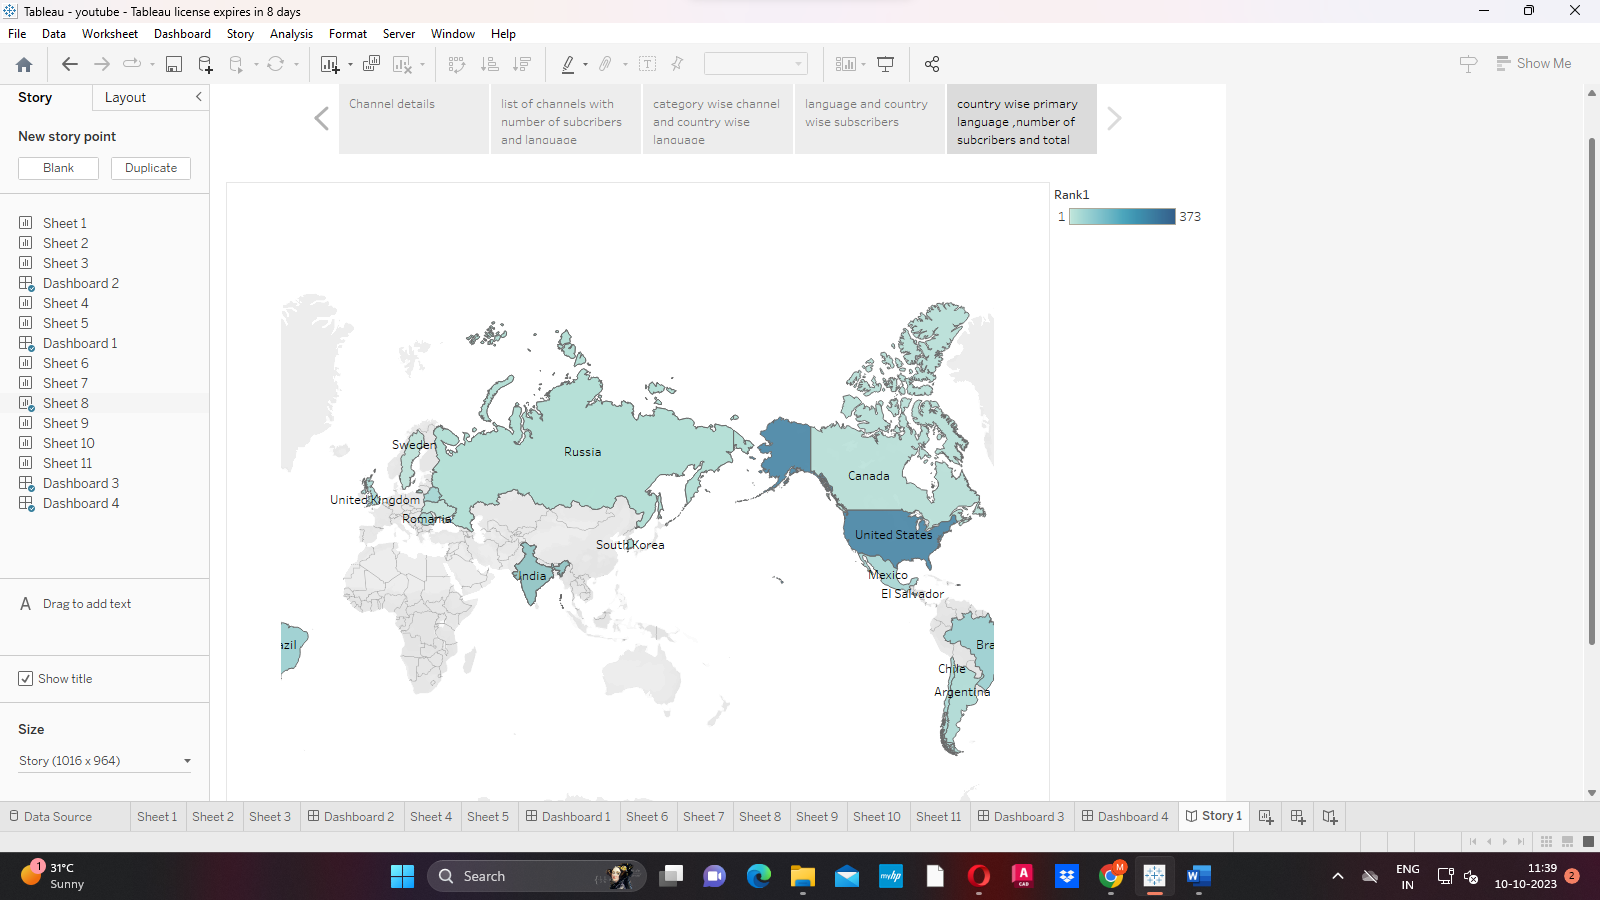 Tableau - youtube - Tableau license expires in 8 days
File Data Worksheet Dashboard Story Analysis Format Server Window Help
Show Me
Story Layout
New story point
Blank Duplicate
Sheet 1
Sheet 2
Sheet 3
Dashboard 2
Sheet 4
Sheet 5
Dashboard 1
Sheet 6
Sheet 7
Sheet 8
Sheet 9
Sheet 10
Sheet 11
Dashboard 3
Dashboard 4
A Drag to add text
Show title
Size
Story (1016 x 964)
Channel details
list of channels with
number of subcribers
and language
category wise channel
and country wise
language
language and country
wise subscribers
country wise primary
language ,number of
subcribers and total
Rank1
1 373
Sweden
Russia
Canada
United Kingdom
Romania
South Korea
United States
India
Mexico
El Salvador
azil
Bra
Chile
Argentina
Data Source Sheet 1 Sheet 2 Sheet 3 Dashboard 2 Sheet 4 Sheet 5 Dashboard 1 Sheet 6 Sheet 7 Sheet 8 Sheet 9 Sheet 10 Sheet 11 Dashboard 3 Dashboard 4 Story 1
1
31°C
Sunny
Search
myhp
A
CAD
M
W
ENG
IN
11:39
10-10-2023
2